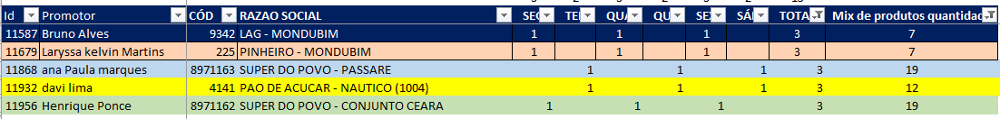 Id Promotor CÓD RAZAO SOCIAL SEG TE QUA QU SEX SÁ TOTA Mix de produtos quantidad
11587 Bruno Alves 9342 LAG - MONDUBIM 1 1 1 3 7
11679 Laryssa kelvin Martins 225 PINHEIRO - MONDUBIM 1 1 1 3 7
11868 ana Paula marques 8971163 SUPER DO POVO - PASSARE 1 1 1 3 19
11932 davi lima 4141 PAO DE ACUCAR - NAUTICO (1004) 1 1 1 3 12
11956 Henrique Ponce 8971162 SUPER DO POVO - CONJUNTO CEARA 1 1 1 3 19